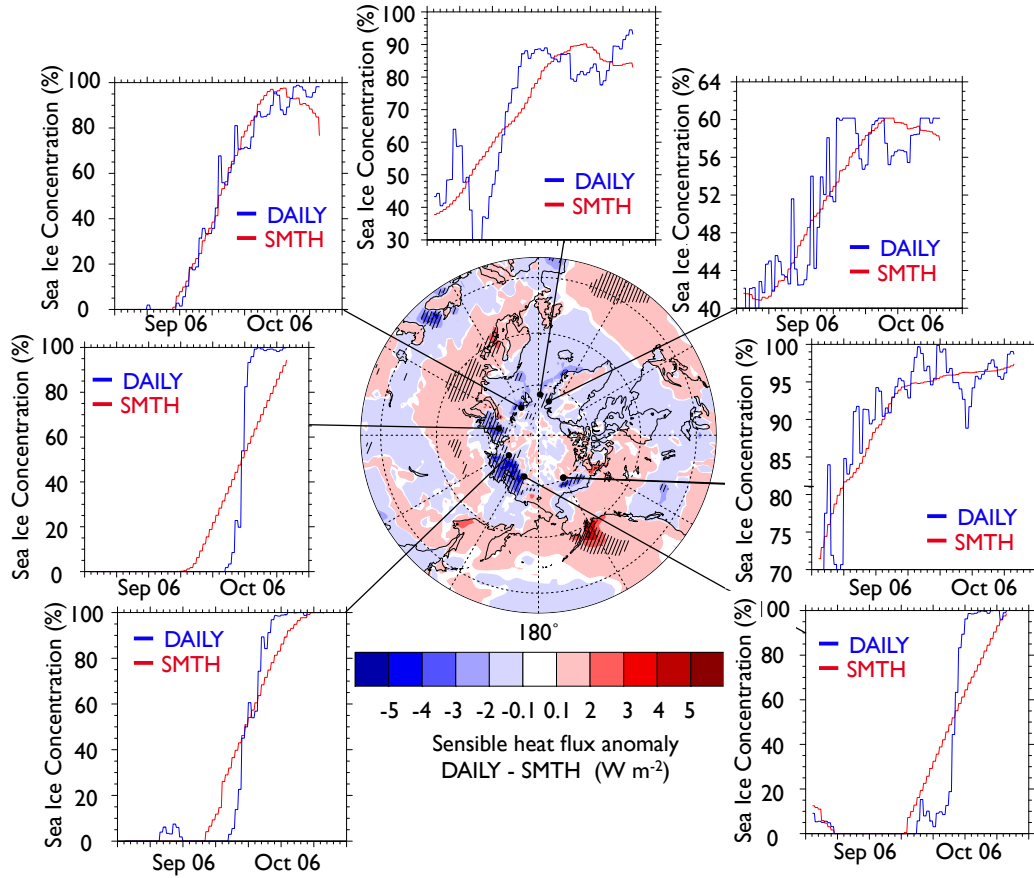 Sea Ice Concentration (%)
100
90
80
70
60
50
40
30
DAILY
SMTH
Sea Ice Concentration (%)
100
80
60
40
20
0
DAILY
SMTH
Sep 06 Oct 06
Sea Ice Concentration (%)
64
60
56
52
48
44
40
DAILY
SMTH
Sep 06 Oct 06
Sea Ice Concentration (%)
100
80
60
40
20
0
DAILY
SMTH
Sep 06 Oct 06
Sea Ice Concentration (%)
100
95
90
85
80
75
70
DAILY
SMTH
Sep 06 Oct 06
Sea Ice Concentration (%)
100
80
60
40
20
0
DAILY
SMTH
Sep 06 Oct 06
180°
-5 -4 -3 -2 -0.1 0.1 2 3 4 5
Sensible heat flux anomaly
DAILY - SMTH (W m-2)
Sea Ice Concentration (%)
100
80
60
40
20
0
DAILY
SMTH
Sep 06 Oct 06